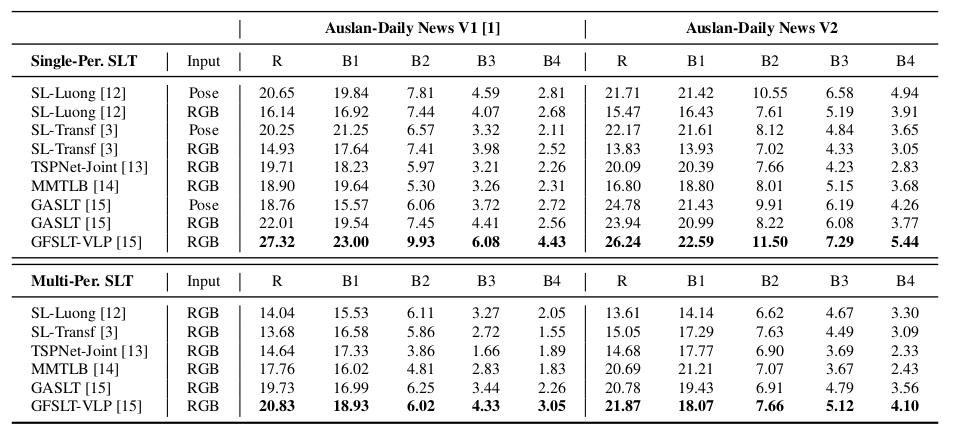 Auslan-Daily News V1 [1] Auslan-Daily News V2
Single-Per. SLT Input R B1 B2 B3 B4 R B1 B2 B3 B4
SL-Luong [12] Pose 20.65 19.84 7.81 4.59 2.81 21.71 21.42 10.55 6.58 4.94
SL-Luong [12] RGB 16.14 16.92 7.44 4.07 2.68 15.47 16.43 7.61 5.19 3.91
SL-Transf [3] Pose 20.25 21.25 6.57 3.32 2.11 22.17 21.61 8.12 4.84 3.65
SL-Transf [3] RGB 14.93 17.64 7.41 3.98 2.52 13.83 13.93 7.02 4.33 3.05
TSPNet-Joint [13] RGB 19.71 18.23 5.97 3.21 2.26 20.09 20.39 7.66 4.23 2.83
MMTLB [14] RGB 18.90 19.64 5.30 3.26 2.31 16.80 18.80 8.01 5.15 3.68
GASLT [15] Pose 18.76 15.57 6.06 3.72 2.72 24.78 21.43 9.91 6.19 4.26
GASLT [15] RGB 22.01 19.54 7.45 4.41 2.56 23.94 20.99 8.22 6.08 3.77
GFSLT-VLP [15] RGB 27.32 23.00 9.93 6.08 4.43 26.24 22.59 11.50 7.29 5.44
Multi-Per. SLT Input R B1 B2 B3 B4 R B1 B2 B3 B4
SL-Luong [12] RGB 14.04 15.53 6.11 3.27 2.05 13.61 14.14 6.62 4.67 3.30
SL-Transf [3] RGB 13.68 16.58 5.86 2.72 1.55 15.05 17.29 7.63 4.49 3.09
TSPNet-Joint [13] RGB 14.64 17.33 3.86 1.66 1.89 14.68 17.77 6.90 3.69 2.33
MMTLB [14] RGB 17.76 16.02 4.81 2.83 1.83 20.69 21.21 7.07 3.67 2.43
GASLT [15] RGB 19.73 16.99 6.25 3.44 2.26 20.78 19.43 6.91 4.79 3.56
GFSLT-VLP [15] RGB 20.83 18.93 6.02 4.33 3.05 21.87 18.07 7.66 5.12 4.10